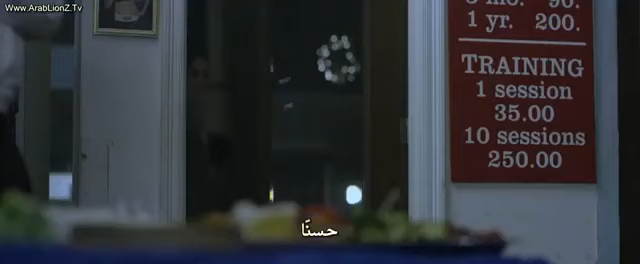 www.ArabLionZ.Tv
1 yr. 200.
TRAINING
1 session
35.00
10 sessions
250.00
حسنًا